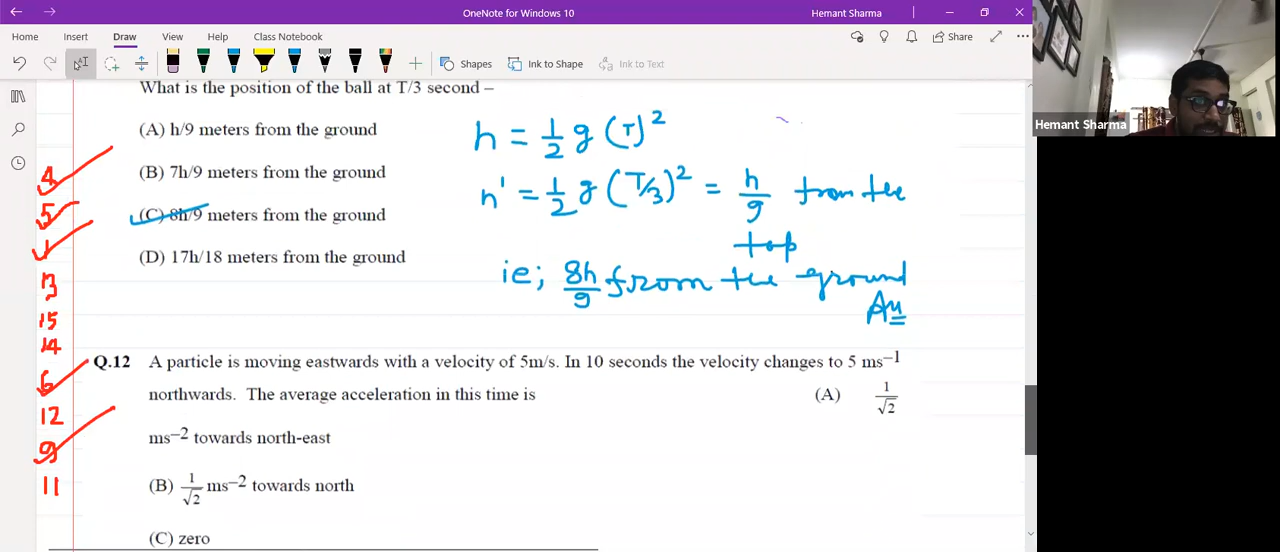 OneNote for Windows 10
Hemant Sharma
Home Insert Draw View Help Class Notebook
Share
Shapes
Ink to Shape
Ink to Text
What is the position of the ball at T/3 second –
(A) h/9 meters from the ground
(B) 7h/9 meters from the ground
(C) 8h/9 meters from the ground
(D) 17h/18 meters from the ground
h = 1/2 g (T)²
h' = 1/2 g (T/3)² = h/9 from the
top
ie; 8h/9 from the ground
Ans
4
5
1
3
15
14
6
12
9
11
Q.12 A particle is moving eastwards with a velocity of 5m/s. In 10 seconds the velocity changes to 5 ms⁻¹
northwards. The average acceleration in this time is (A) 1/√2
ms⁻² towards north-east
(B) 1/√2 ms⁻² towards north
(C) zero
Hemant Sharma